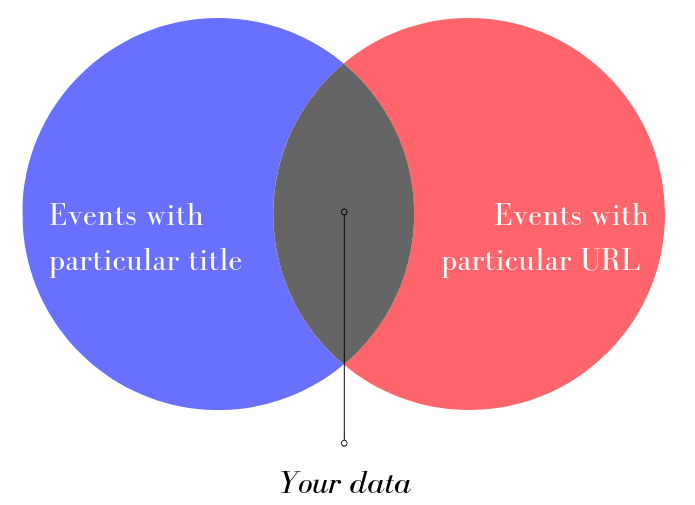 Events with
particular title
Events with
particular URL
Your data